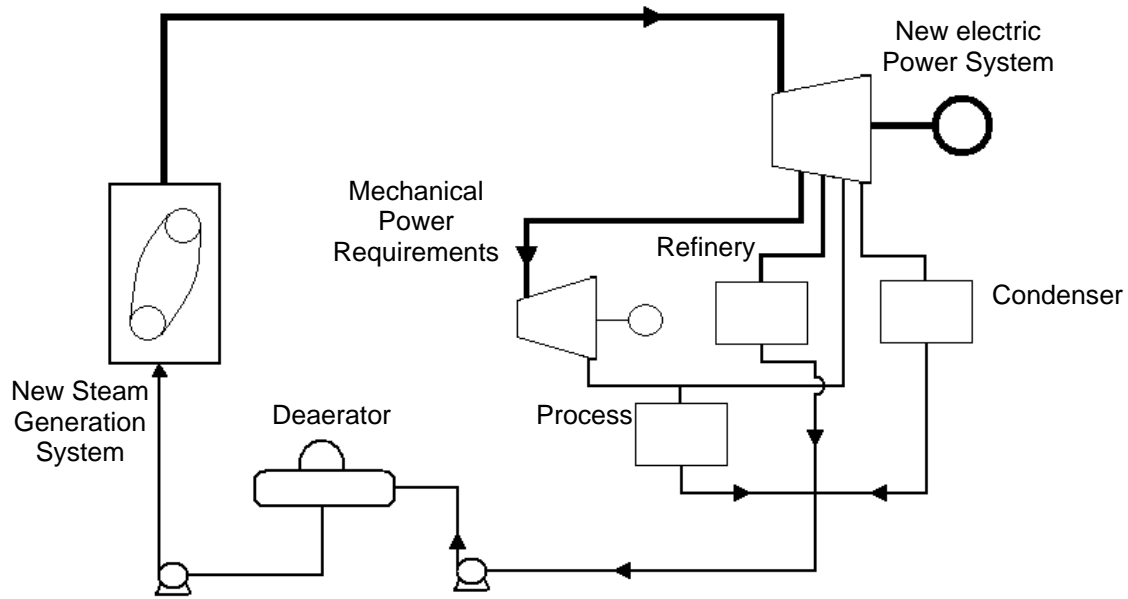 New electric
Power System
Mechanical
Power
Requirements
Refinery
Condenser
New Steam
Generation
System
Deaerator
Process